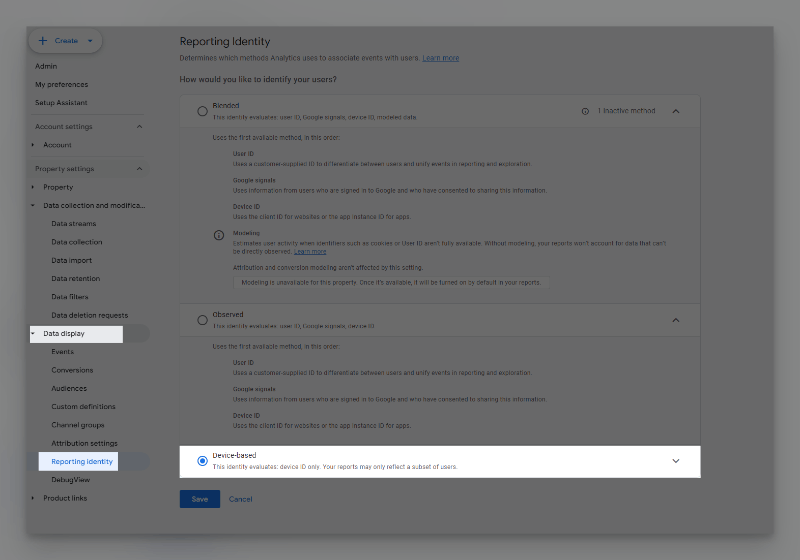 Create
Admin
My preferences
Setup Assistant
Account settings
Account
Property settings
Property
Data collection and modifica...
Data streams
Data collection
Data import
Data retention
Data filters
Data deletion requests
Data display
Events
Conversions
Audiences
Custom definitions
Channel groups
Attribution settings
Reporting identity
DebugView
Product links
Reporting Identity
Determines which methods Analytics uses to associate events with users. Learn more
How would you like to identify your users?
Blended
This identity evaluates: user ID, Google signals, device ID, modeled data.
1 inactive method
Uses the first available method, in this order:
User ID
Uses a customer-supplied ID to differentiate between users and unify events in reporting and exploration.
Google signals
Uses information from users who are signed in to Google and who have consented to sharing this information.
Device ID
Uses the client ID for websites or the app instance ID for apps.
Modeling
Estimates user activity when identifiers such as cookies or User ID aren't fully available. Without modeling, your reports won't account for data that can't
be directly observed. Learn more
Attribution and conversion modeling aren't affected by this setting.
Modeling is unavailable for this property. Once it's available, it will be turned on by default in your reports.
Observed
This identity evaluates: user ID, Google signals, device ID
Uses the first available method, in this order:
User ID
Uses a customer-supplied ID to differentiate between users and unify events in reporting and exploration.
Google signals
Uses information from users who are signed in to Google and who have consented to sharing this information.
Device ID
Uses the client ID for websites or the app instance ID for apps.
Device-based
This identity evaluates: device ID only. Your reports may only reflect a subset of users.
Save
Cancel